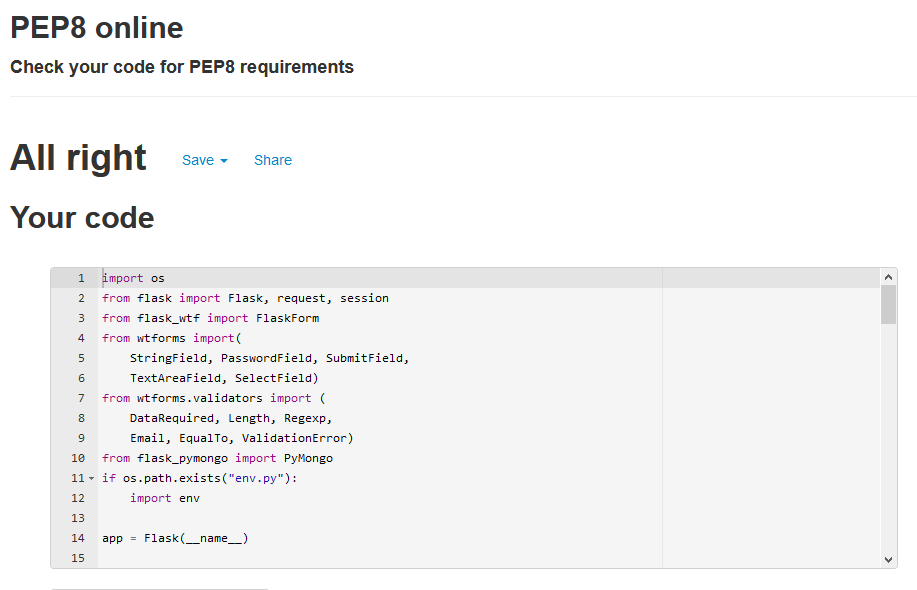 PEP8 online
Check your code for PEP8 requirements
All right Save Share
Your code
1 import os
2 from flask import Flask, request, session
3 from flask_wtf import FlaskForm
4 from wtforms import(
5     StringField, PasswordField, SubmitField,
6     TextAreaField, SelectField)
7 from wtforms.validators import (
8     DataRequired, Length, Regexp,
9     Email, EqualTo, ValidationError)
10 from flask_pymongo import PyMongo
11 if os.path.exists("env.py"):
12     import env
13
14 app = Flask(__name__)
15